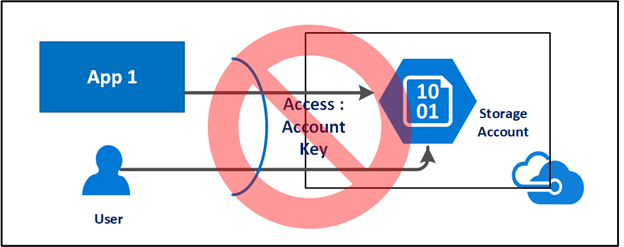 App 1
Access :
Account
Key
10
01
Storage
Account
User